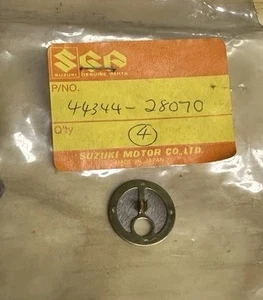 SGP
SUZUKI GENUINE PARTS
P/NO.
44344-28070
Q'ty
4
SUZUKI MOTOR CO.,LTD.
MADE IN JAPAN